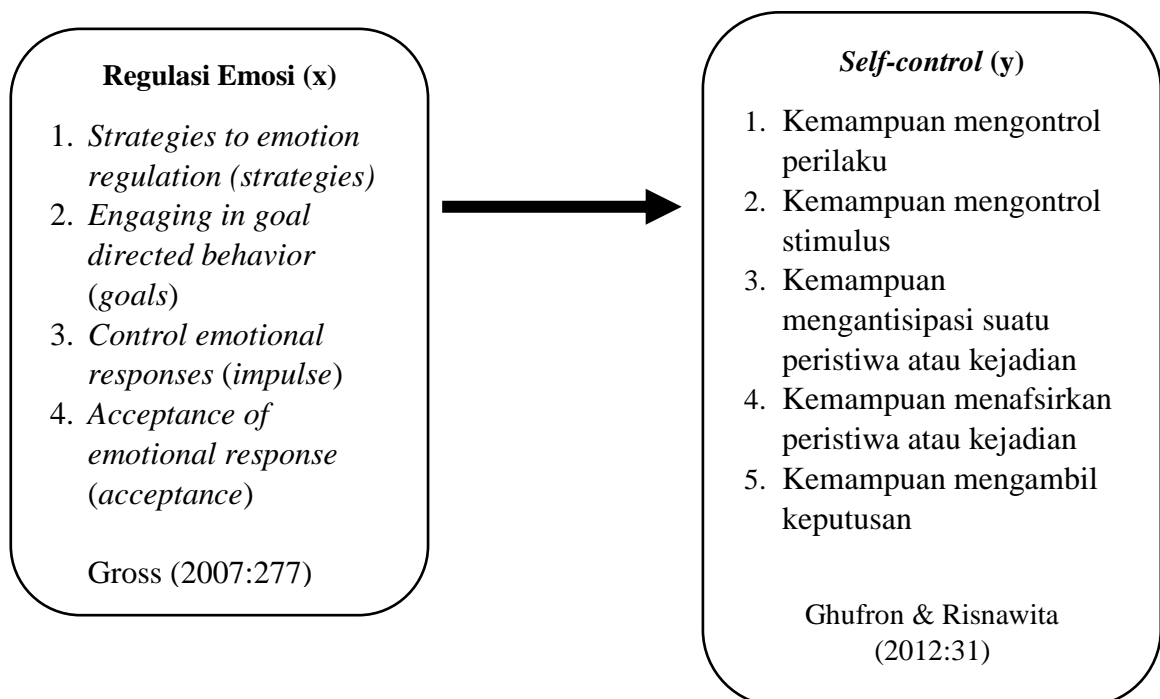 Regulasi Emosi (x)
1. Strategies to emotion
regulation (strategies)
2. Engaging in goal
directed behavior
(goals)
3. Control emotional
responses (impulse)
4. Acceptance of
emotional response
(acceptance)
Gross (2007:277)
Self-control (y)
1. Kemampuan mengontrol
perilaku
2. Kemampuan mengontrol
stimulus
3. Kemampuan
mengantisipasi suatu
peristiwa atau kejadian
4. Kemampuan menafsirkan
peristiwa atau kejadian
5. Kemampuan mengambil
keputusan
Ghufron & Risnawita
(2012:31)